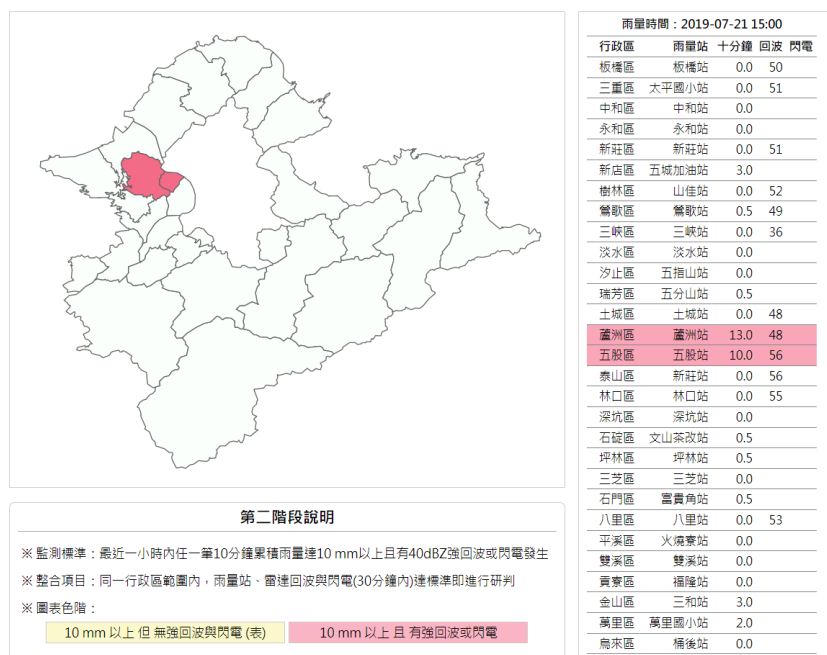 雨量時間：2019-07-21 15:00
行政區 雨量站 十分鐘 回波 閃電
板橋區 板橋站 0.0 50
三重區 太平國小站 0.0 51
中和區 中和站 0.0
永和區 永和站 0.0
新莊區 新莊站 0.0 51
新店區 五城加油站 3.0
樹林區 山佳站 0.0 52
鶯歌區 鶯歌站 0.5 49
三峽區 三峽站 0.0 36
淡水區 淡水站 0.0
汐止區 五指山站 0.0
瑞芳區 五分山站 0.5
土城區 土城站 0.0 48
蘆洲區 蘆洲站 13.0 48
五股區 五股站 10.0 56
泰山區 新莊站 0.0 56
林口區 林口站 0.0 55
深坑區 深坑站 0.0
石碇區 文山茶改站 0.5
坪林區 坪林站 0.5
三芝區 三芝站 0.0
石門區 富貴角站 0.5
八里區 八里站 0.0 53
平溪區 火燒寮站 0.0
雙溪區 雙溪站 0.0
貢寮區 福隆站 0.0
金山區 三和站 3.0
萬里區 萬里國小站 2.0
烏來區 桶後站 0.0
第二階段說明
※ 監測標準：最近一小時內任一筆10分鐘累積雨量達10 mm以上且有40dBZ強回波或閃電發生
※ 整合項目：同一行政區範圍內，雨量站、雷達回波與閃電(30分鐘內)達標準即進行研判
※ 圖表色階：
10 mm 以上 但 無強回波與閃電 (表) 10 mm 以上 且 有強回波或閃電